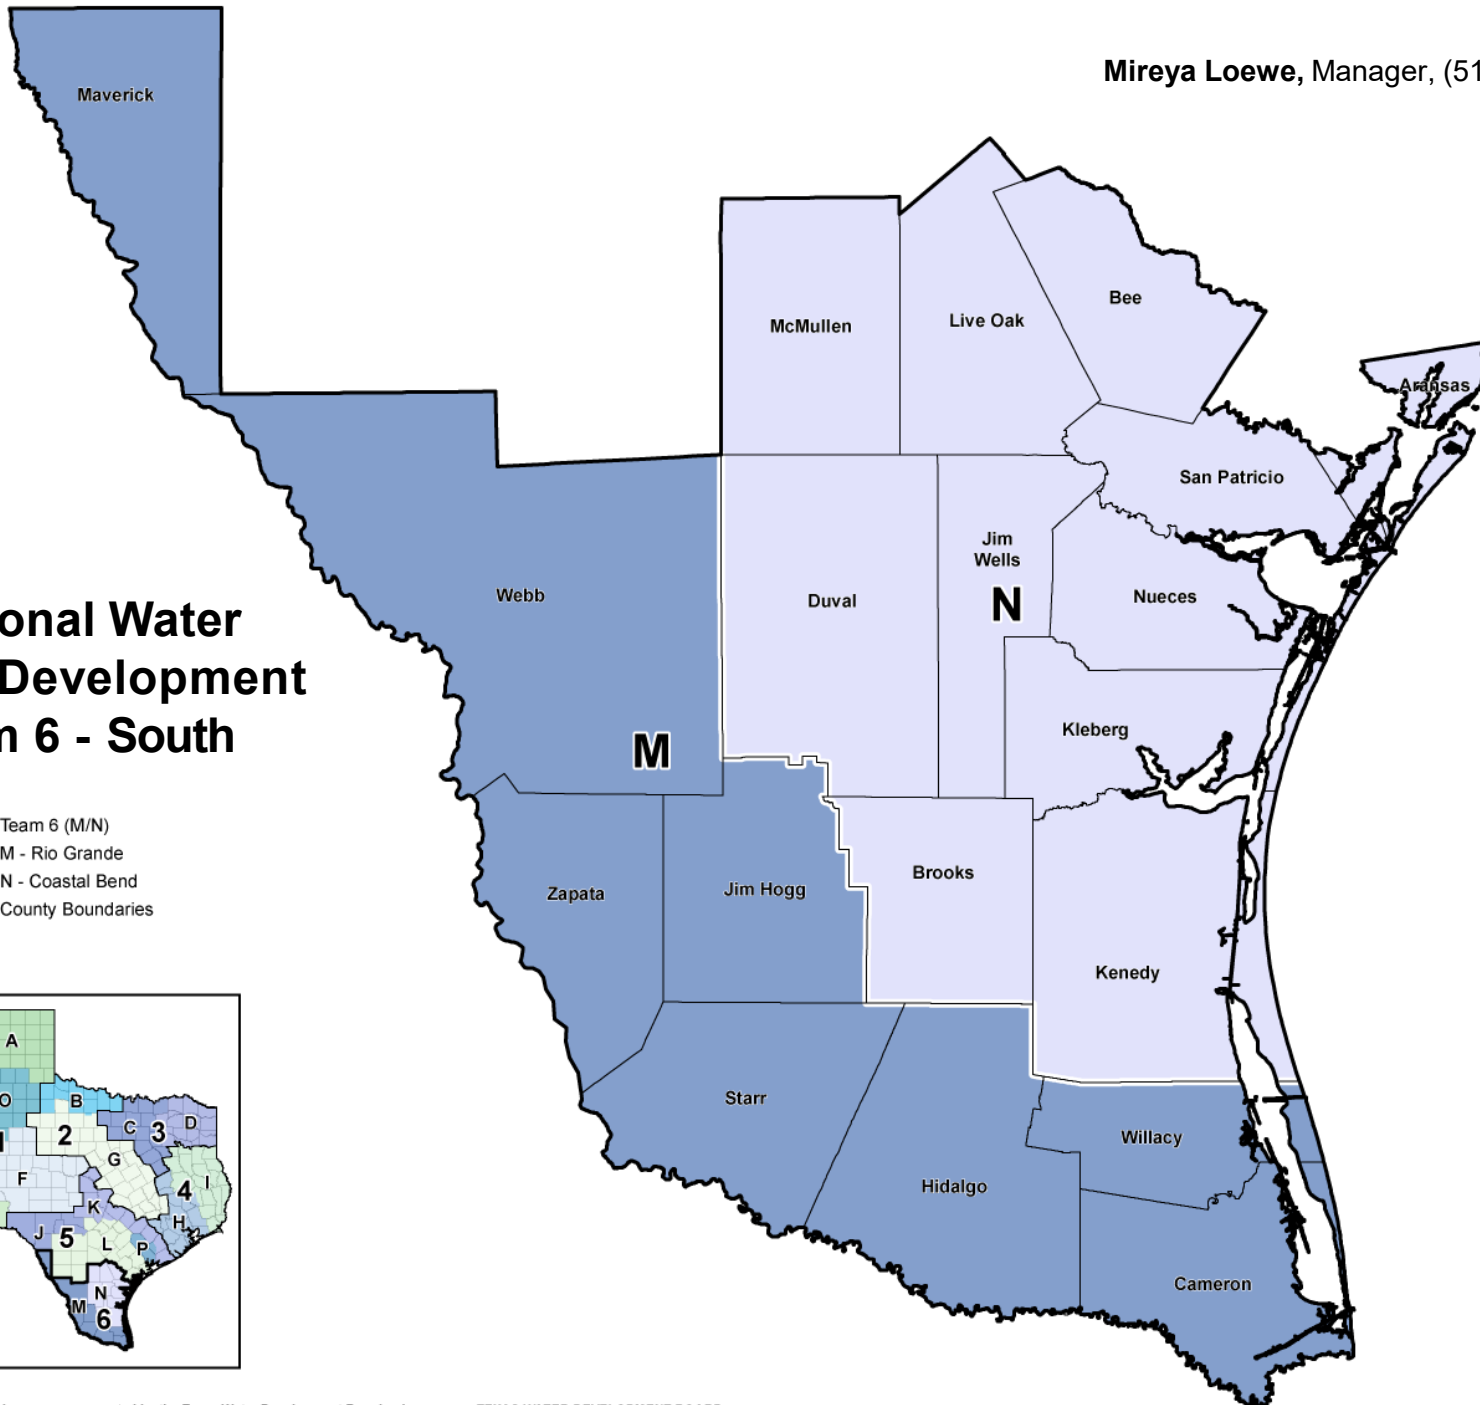 Mireya Loewe, Manager, (51
Maverick
McMullen
Live Oak
Bee
Aransas
San Patricio
Jim
Wells
Webb
Duval
N
Nueces
onal Water
Development
m 6 - South
M
Kleberg
Team 6 (M/N)
M - Rio Grande
N - Coastal Bend
County Boundaries
Zapata
Jim Hogg
Brooks
Kenedy
Starr
Willacy
Hidalgo
Cameron
A
O
B
2
C
3
D
G
F
4
I
K
H
J
5
L
P
N
M
6